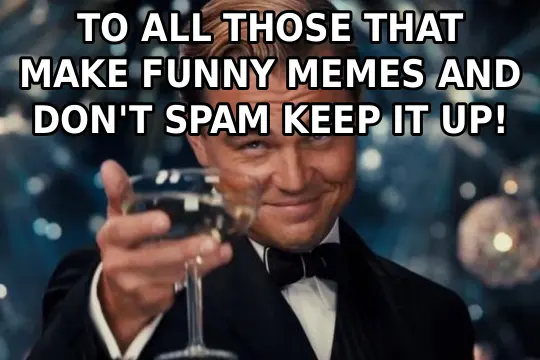 TO ALL THOSE THAT
MAKE FUNNY MEMES AND
DON'T SPAM KEEP IT UP!